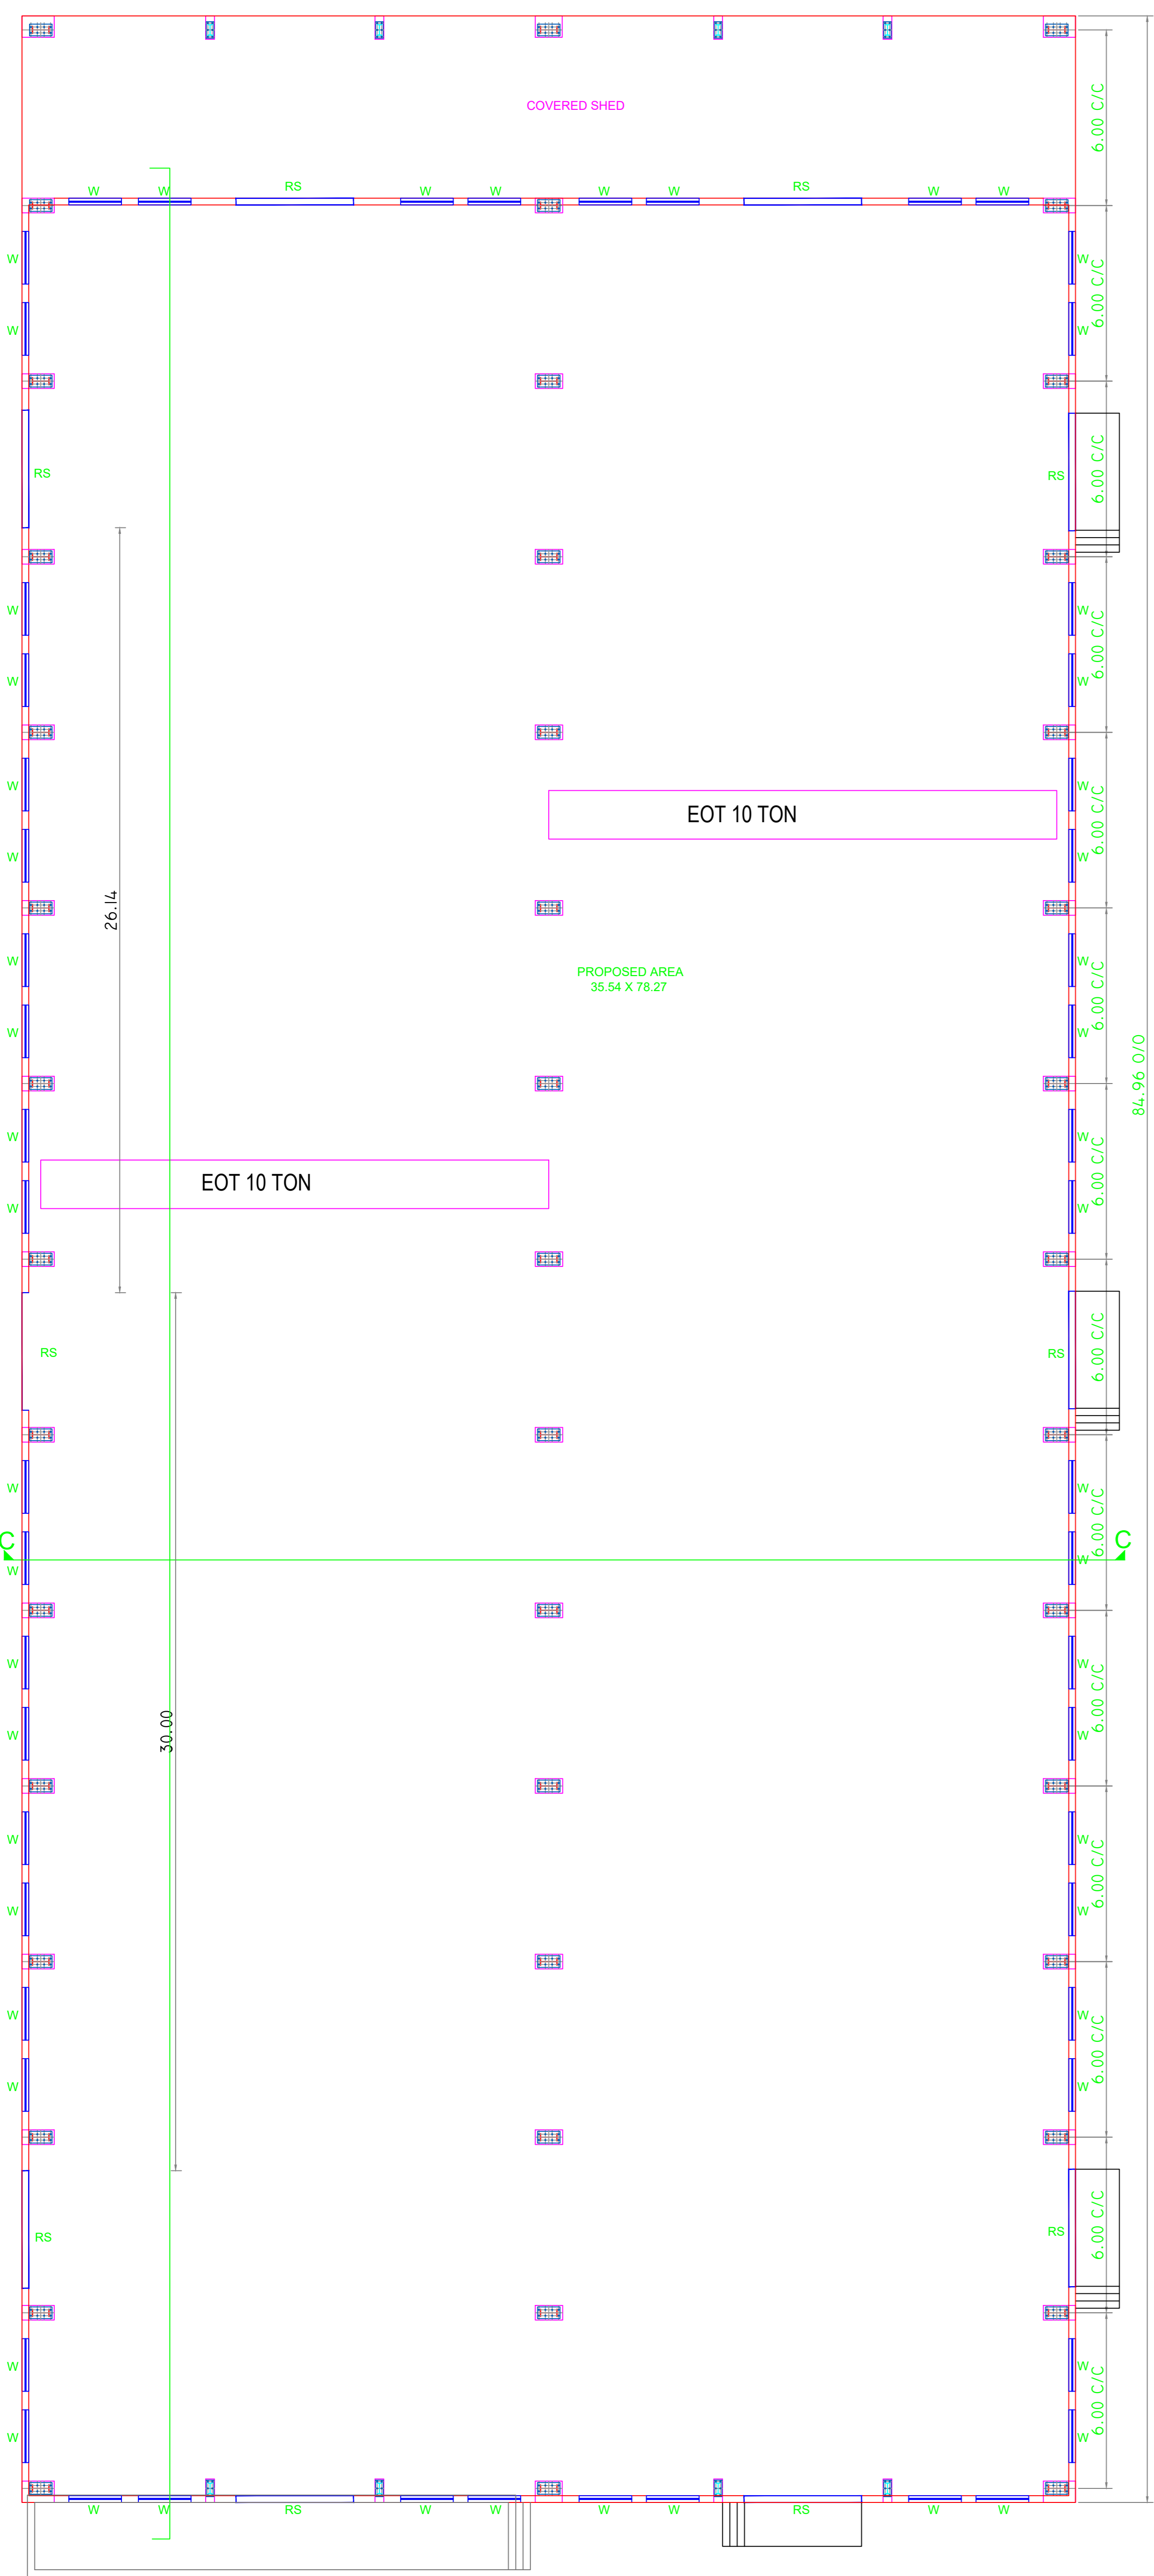 COVERED SHED
6.00 C/C
W W RS W W W W RS W W
W W
6.00 C/C
W W
RS RS
6.00 C/C
W W
6.00 C/C
W W
W W
EOT 10 TON
6.00 C/C
W W
26.14
W W
PROPOSED AREA
35.54 X 78.27
6.00 C/C
W W
84.96 O/O
W W
6.00 C/C
EOT 10 TON
W W
RS RS
6.00 C/C
W W
6.00 C/C
C C
W W
W W
6.00 C/C
30.00
W W
W W
6.00 C/C
W W
W W
6.00 C/C
W W
RS RS
6.00 C/C
W W
6.00 C/C
W W
W W RS W W W W RS W W